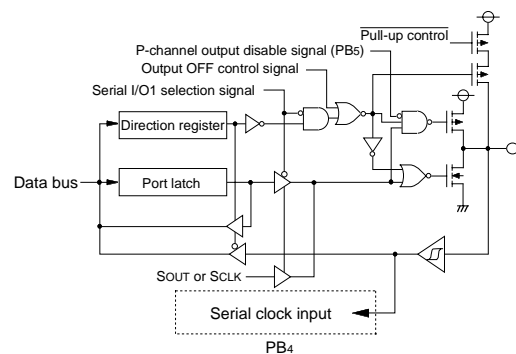 Pull-up control
P-channel output disable signal (PB5)
Output OFF control signal
Serial I/O1 selection signal
Direction register
Data bus
Port latch
SOUT or SCLK
Serial clock input
PB4